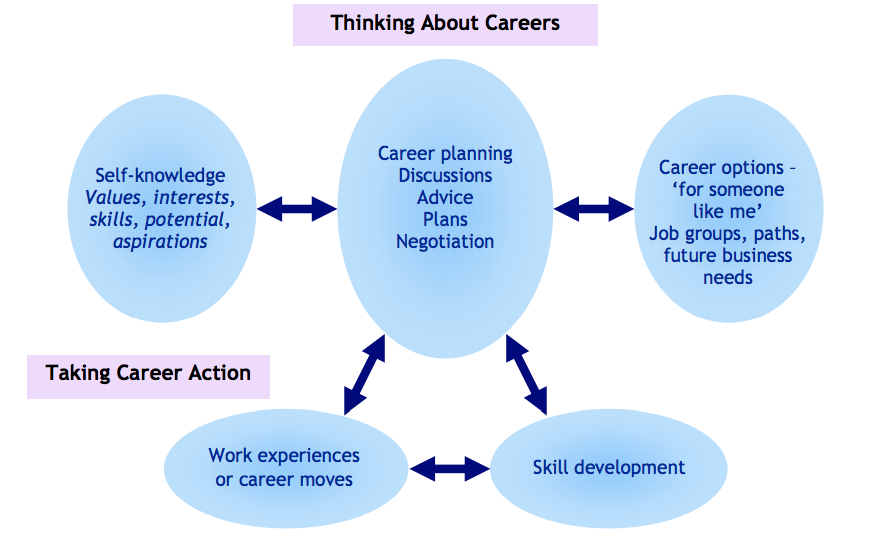 Thinking About Careers
Self-knowledge
Values, interests,
skills, potential,
aspirations
Career planning
Discussions
Advice
Plans
Negotiation
Career options –
‘for someone
like me’
Job groups, paths,
future business
needs
Taking Career Action
Work experiences
or career moves
Skill development